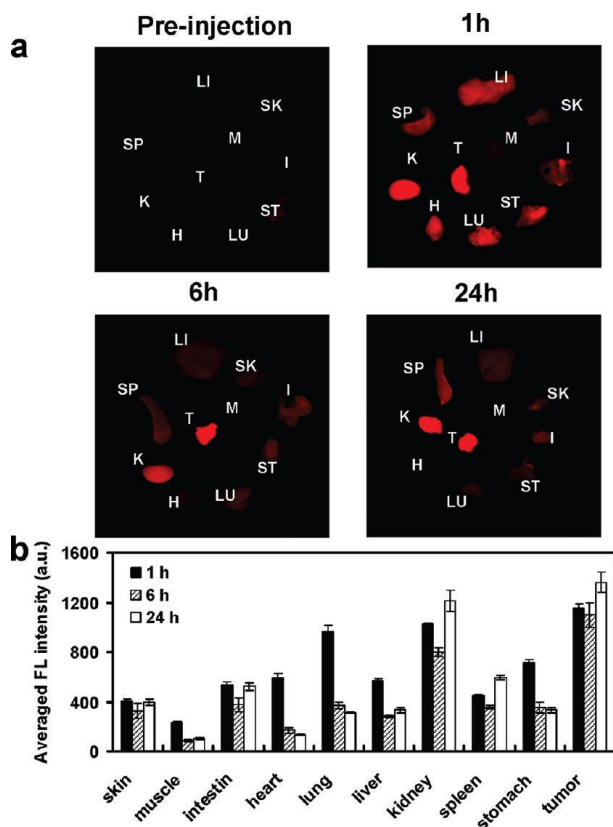 Pre-injection
1h
a
LI
SK
SP
M
T
I
K
ST
H
LU
LI
SP
SK
M
T
I
K
ST
H
LU
6h
24h
LI
SK
SP
I
T
M
K
ST
H
LU
LI
SP
SK
M
K
T
I
H
ST
LU
b
Averaged FL intensity (a.u.)
1600
1200
800
400
0
1 h
6 h
24 h
skin
muscle
intestin
heart
lung
liver
kidney
spleen
stomach
tumor